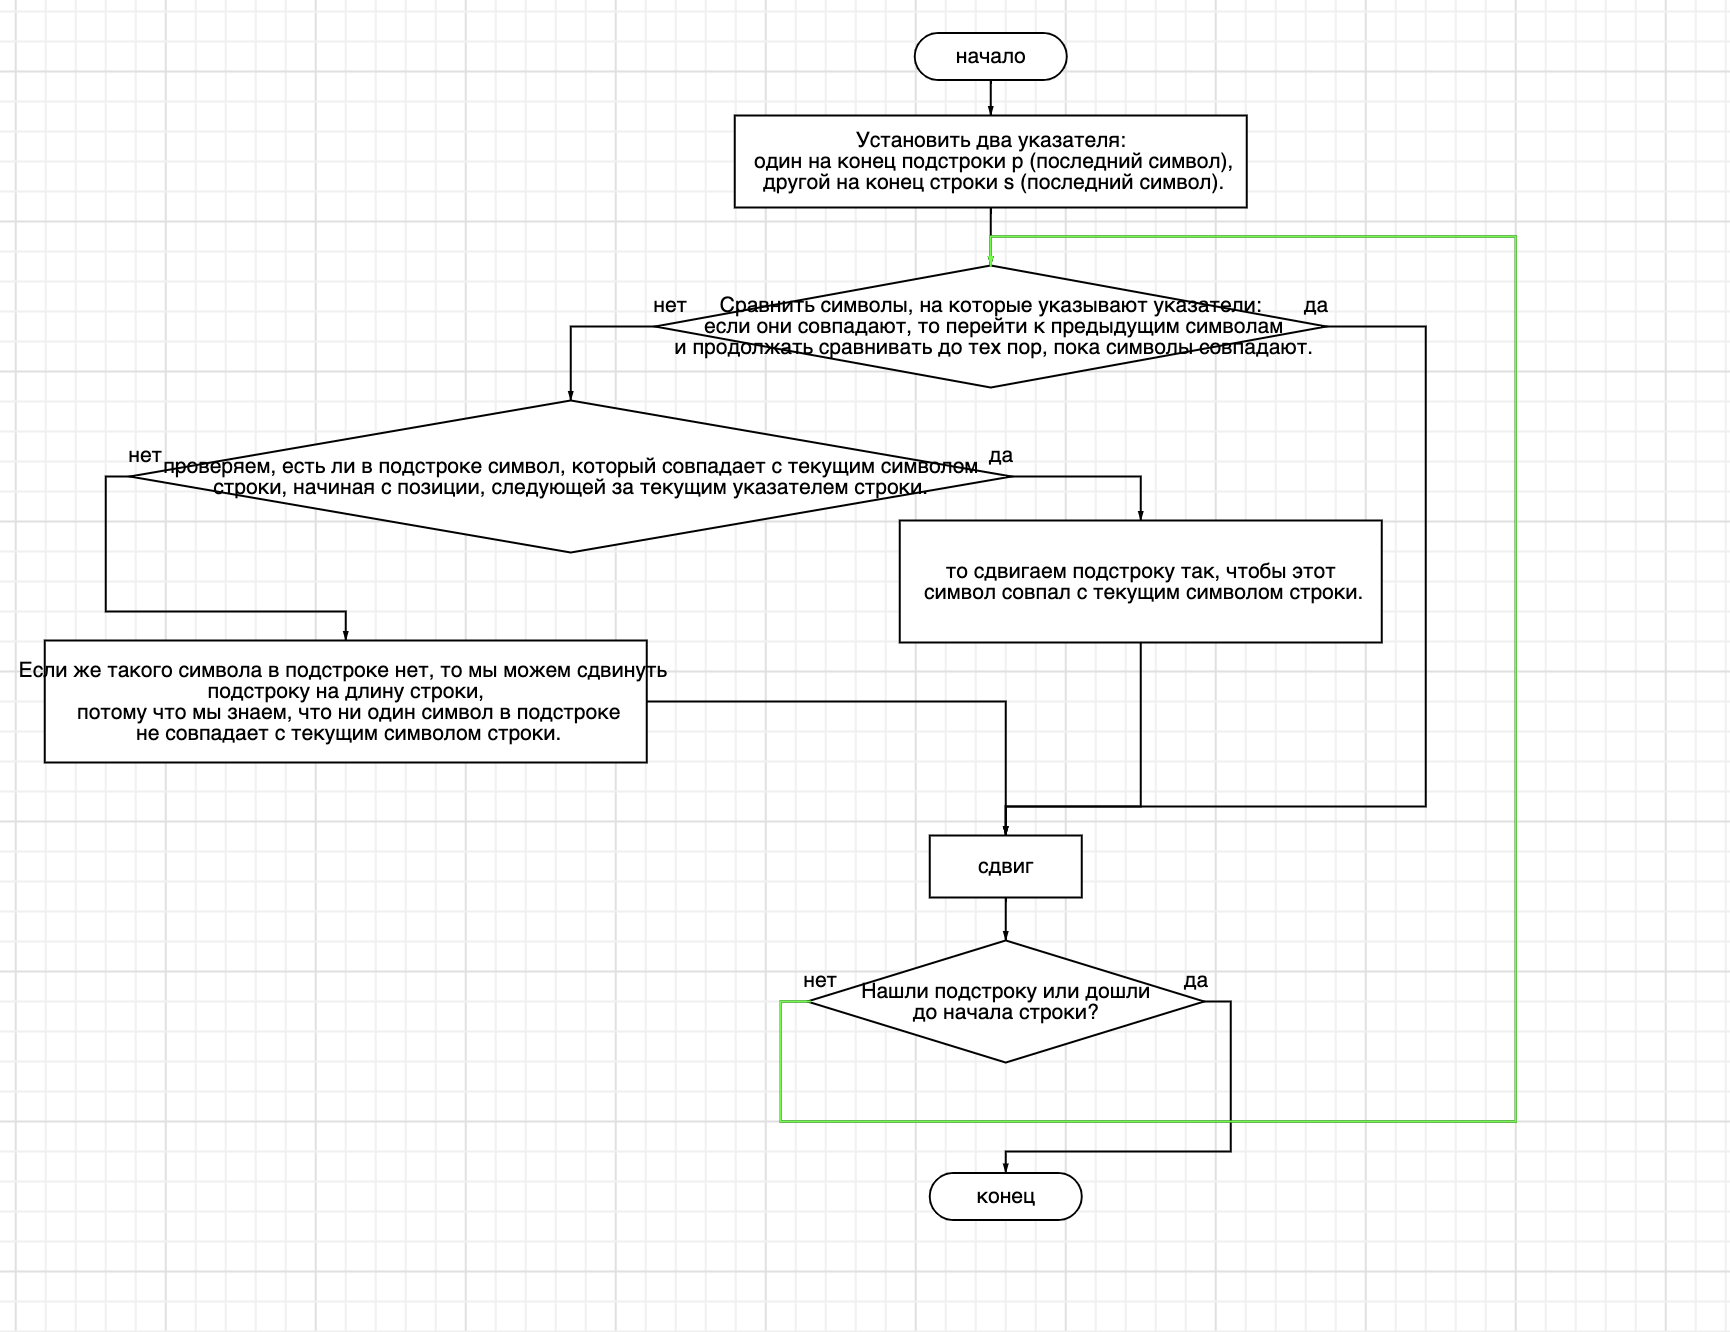 начало
Установить два указателя:
один на конец подстроки p (последний символ),
другой на конец строки s (последний символ).
нет
Сравнить символы, на которые указывают указатели:
если они совпадают, то перейти к предыдущим символам
и продолжать сравнивать до тех пор, пока символы совпадают.
да
нет
проверяем, есть ли в подстроке символ, который совпадает с текущим символом
строки, начиная с позиции, следующей за текущим указателем строки.
да
то сдвигаем подстроку так, чтобы этот
символ совпал с текущим символом строки.
Если же такого символа в подстроке нет, то мы можем сдвинуть
подстроку на длину строки,
потому что мы знаем, что ни один символ в подстроке
не совпадает с текущим символом строки.
сдвиг
нет
Нашли подстроку или дошли
до начала строки?
да
конец